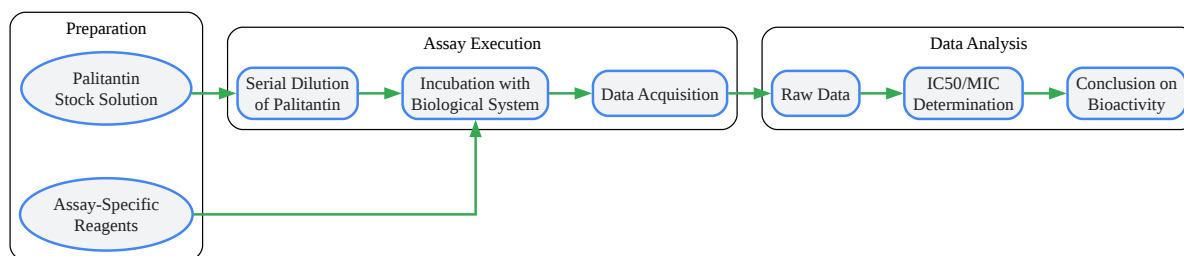 Preparation
Palitantin
Stock Solution
Assay-Specific
Reagents
Assay Execution
Serial Dilution
of Palitantin
Incubation with
Biological System
Data Acquisition
Data Analysis
Raw Data
IC50/MIC
Determination
Conclusion on
Bioactivity